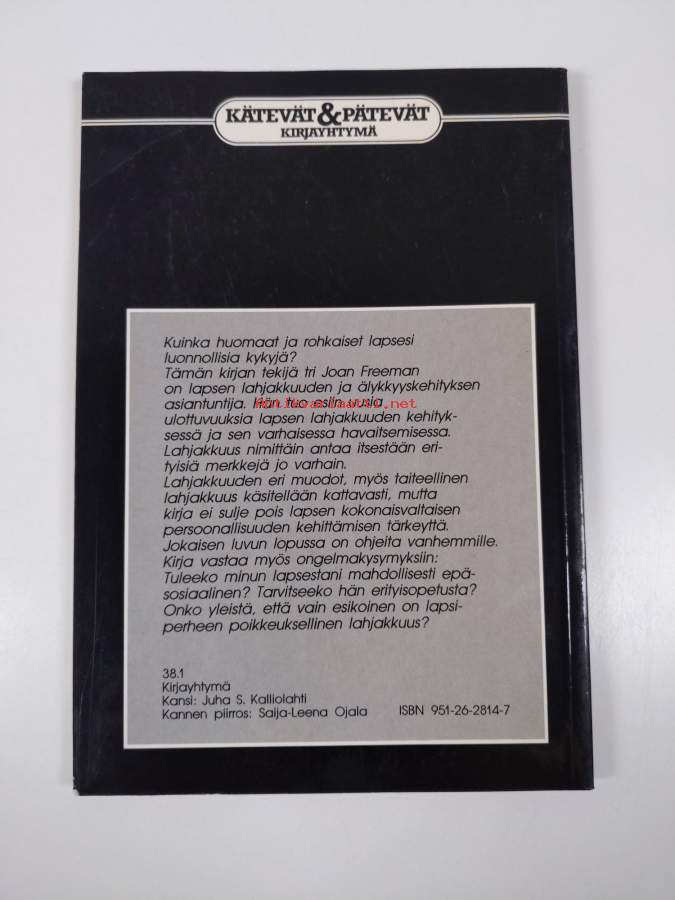 KÄTEVÄT & PÄTEVÄT
KIRJAYHTYMÄ
Kuinka huomaat ja rohkaiset lapsesi
luonnollisia kykyjä?
Tämän kirjan tekijä tri Joan Freeman
on lapsen lahjakkuuden ja älykkyyskehityksen
asiantuntija. Hän tuo esiin uusia
ulottuvuuksia lapsen lahjakkuuden kehityk-
sessä ja sen varhaisessa havaitsemisessa.
Lahjakkuus nimittäin antaa itsestään eri-
tyisiä merkkejä jo varhain.
Lahjakkuuden eri muodot, myös taiteellinen
lahjakkuus käsitellään kattavasti, mutta
kirja ei sulje pois lapsen kokonaisvaltaisen
persoonallisuuden kehittämisen tärkeyttä.
Jokaisen luvun lopussa on ohjeita vanhemmille.
Kirja vastaa myös ongelmakysymyksiin:
Tuleeko minun lapsestani mahdollisesti epä-
sosiaalinen? Tarvitseeko hän erityisopetusta?
Onko yleistä, että vain esikoinen on lapsi-
perheen poikkeuksellinen lahjakkuus?
38.1
Kirjayhtymä
Kansi: Juha S. Kalliolahti
Kannen piirros: Saija-Leena Ojala ISBN 951-26-2814-7